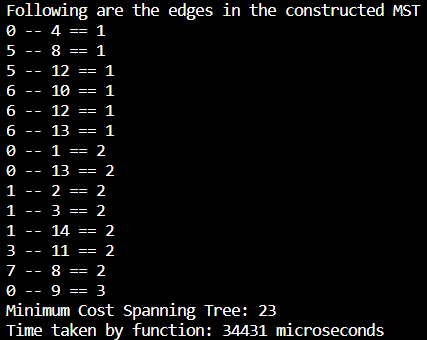 Following are the edges in the constructed MST
0 -- 4 == 1
5 -- 8 == 1
5 -- 12 == 1
6 -- 10 == 1
6 -- 12 == 1
6 -- 13 == 1
0 -- 1 == 2
0 -- 13 == 2
1 -- 2 == 2
1 -- 3 == 2
1 -- 14 == 2
3 -- 11 == 2
7 -- 8 == 2
0 -- 9 == 3
Minimum Cost Spanning Tree: 23
Time taken by function: 34431 microseconds